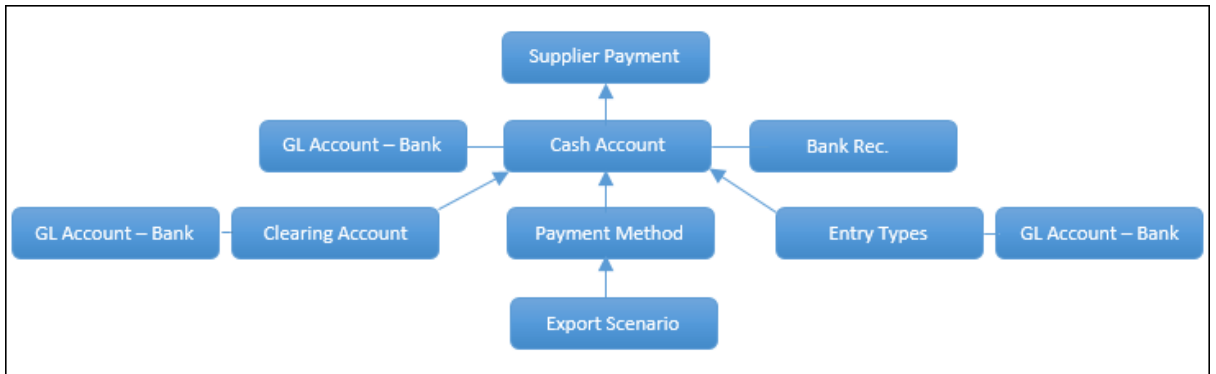 Supplier Payment
GL Account – Bank
Cash Account
Bank Rec.
GL Account – Bank
Clearing Account
Payment Method
Entry Types
GL Account – Bank
Export Scenario